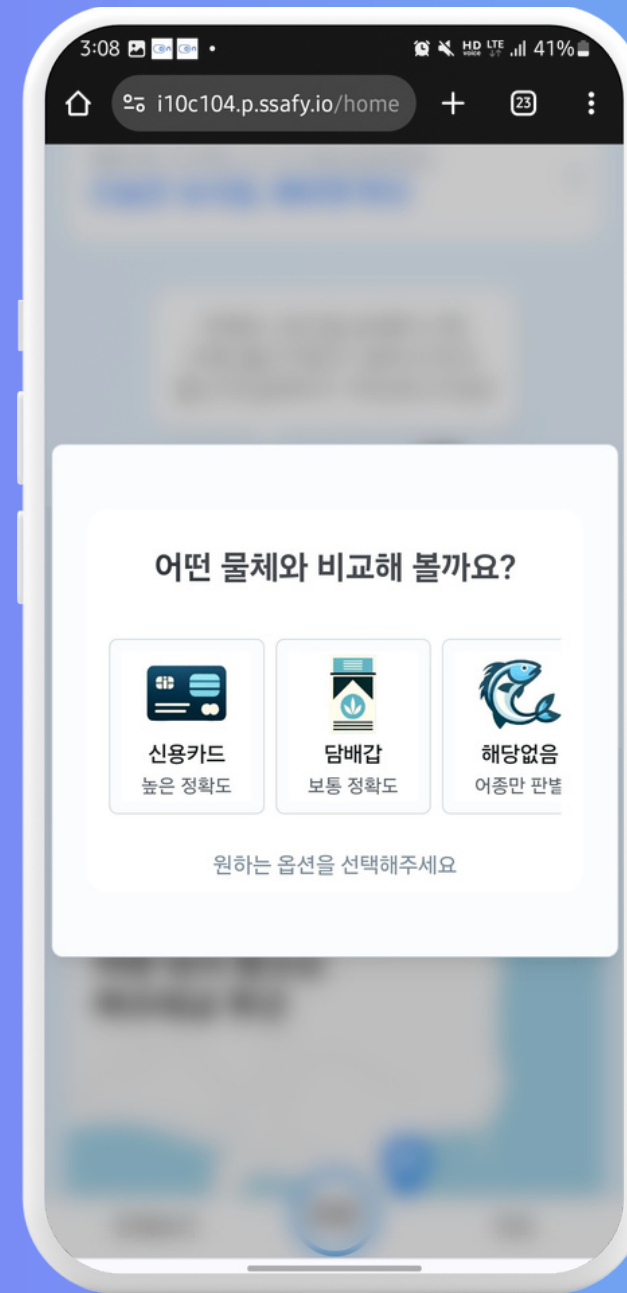 3:08
HD voice LTE 41%
i10c104.p.ssafy.io/home
23
어떤 물체와 비교해 볼까요?
신용카드
높은 정확도
담배갑
보통 정확도
해당없음
어종만 판별
원하는 옵션을 선택해주세요